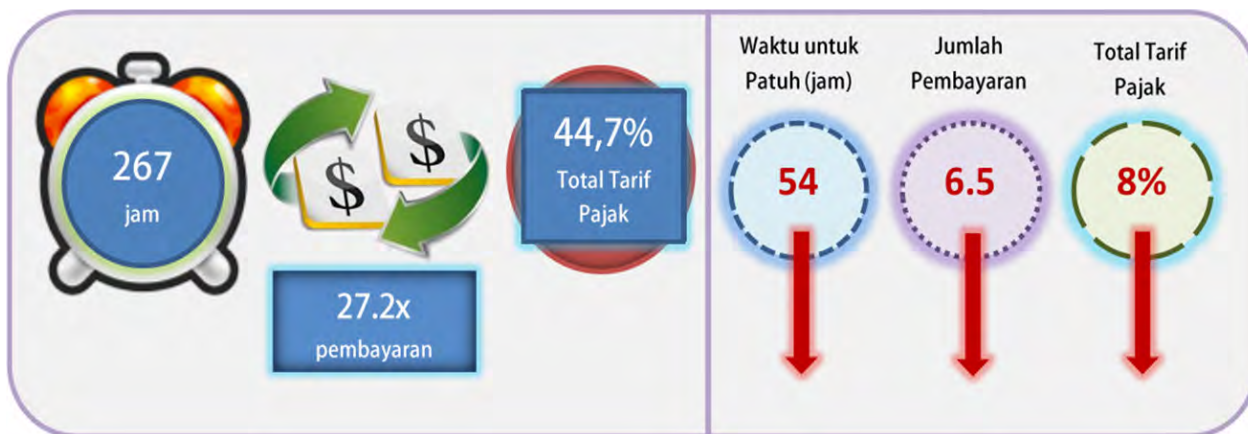 267
jam
$
$
27.2x
pembayaran
44,7%
Total Tarif
Pajak
Waktu untuk
Patuh (jam)
54
Jumlah
Pembayaran
6.5
Total Tarif
Pajak
8%